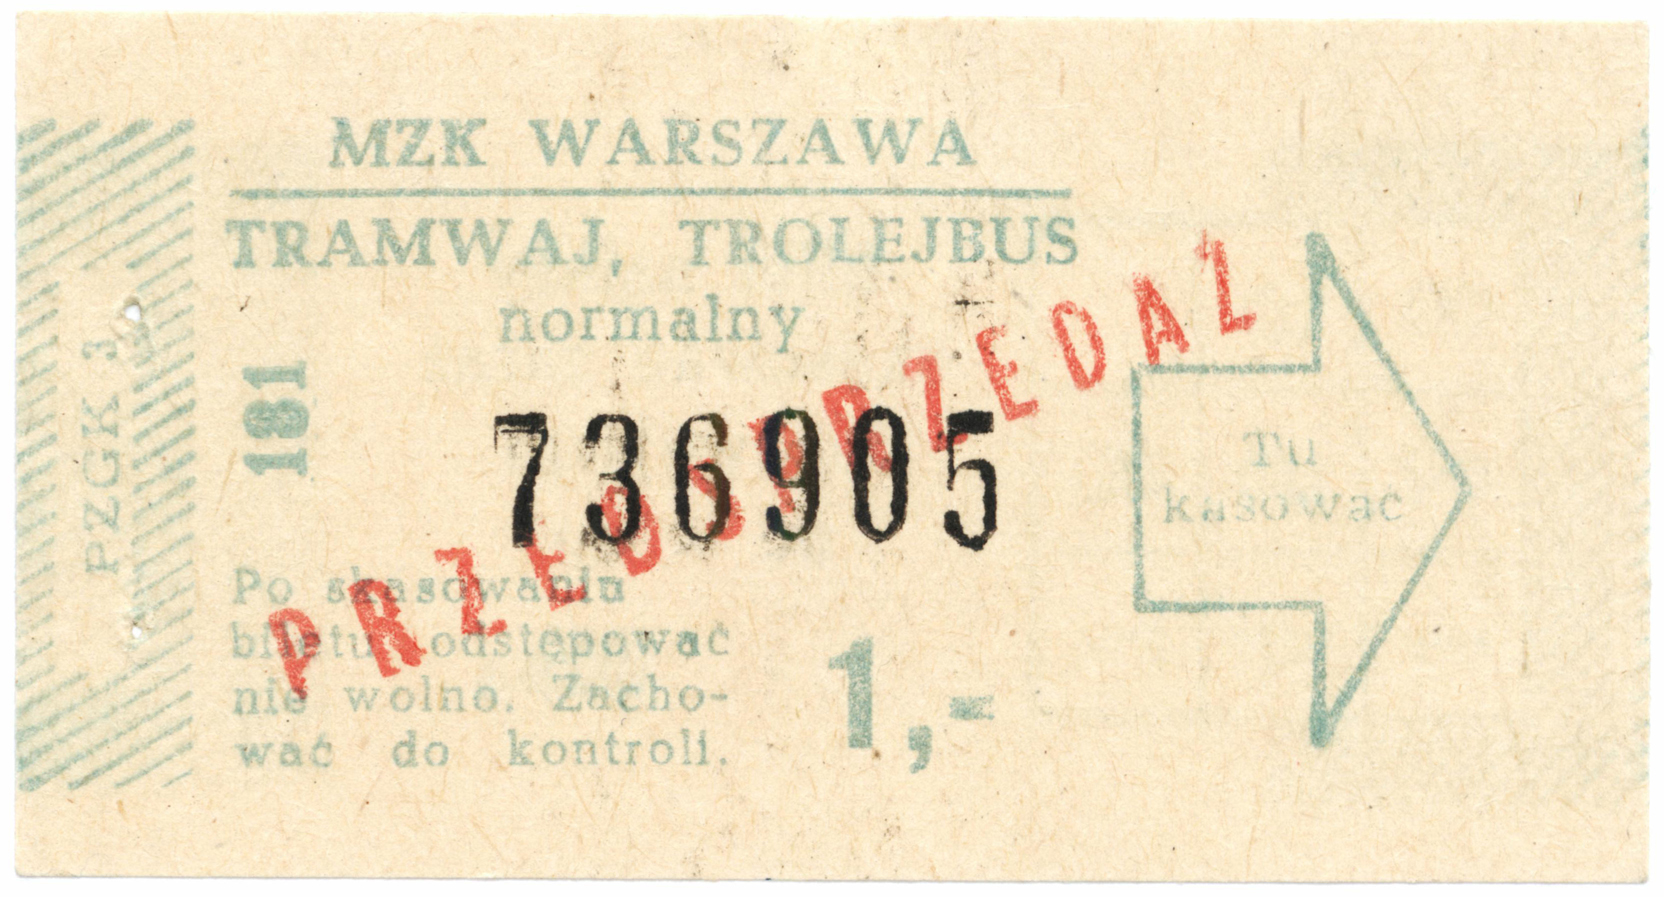 MZK WARSZAWA
TRAMWAJ, TROLEJBUS
normalny
PZGK 3
181
736905
PRZEDSPRZEDAŻ
Po skasowaniu
biletu odstępować
nie wolno. Zacho-
wać do kontroli.
1,-
Tu
kasować